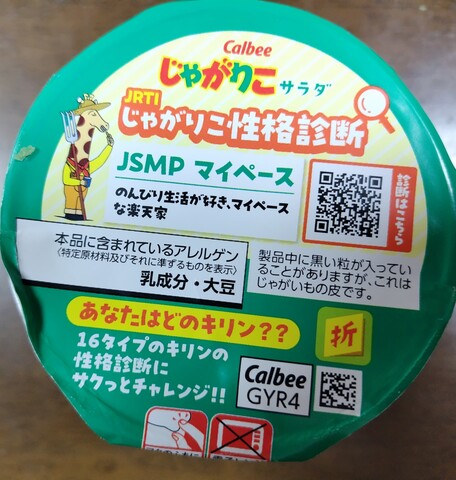 Calbee
じゃがりこ サラダ
JRTI
じゃがりこ性格診断
JSMP マイペース
のんびり生活が好き、マイペース
な楽天家
診断はこちら
本品に含まれているアレルゲン
(特定原材料及びそれに準ずるものを表示)
乳成分・大豆
製品中に黒い粒が入ってい
ることがありますが、これは
じゃがいもの皮です。
あなたはどのキリン??
折
16タイプのキリンの
性格診断に
サクっとチャレンジ!!
Calbee
GYR4